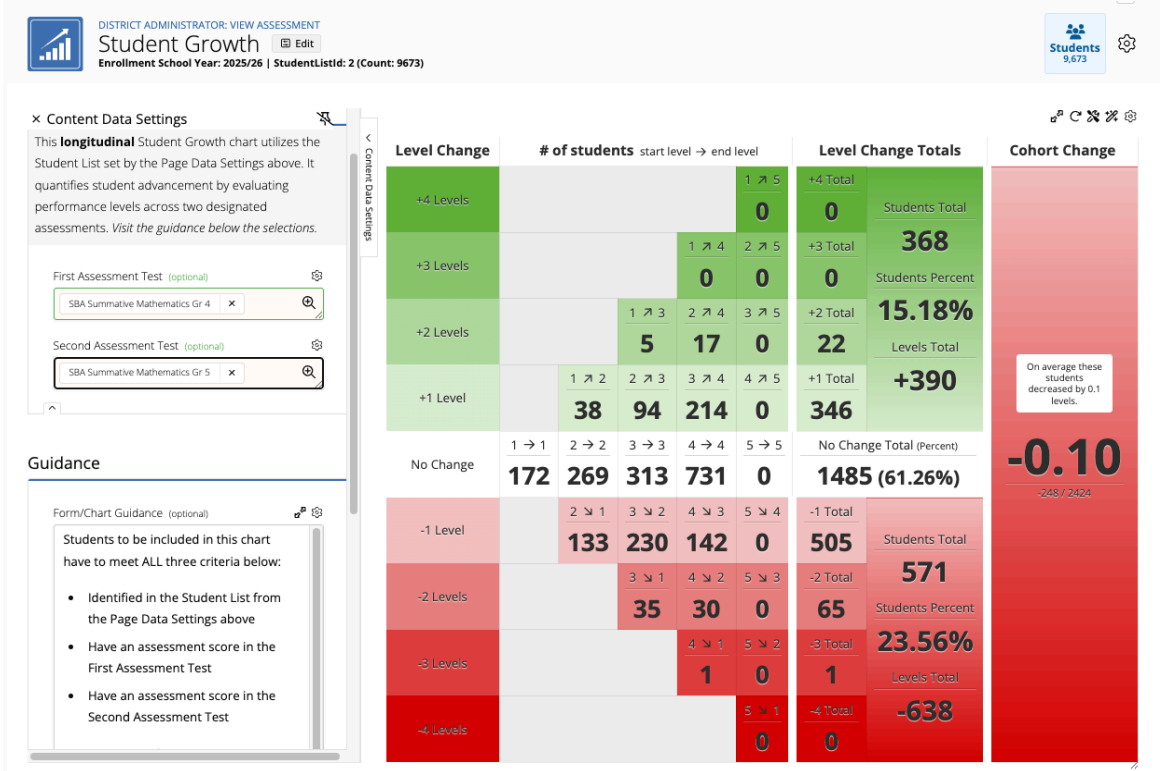 DISTRICT ADMINISTRATOR: VIEW ASSESSMENT
Student Growth Edit
Enrollment School Year: 2025/26 | StudentListId: 2 (Count: 9673)
Students
9,673
× Content Data Settings
This longitudinal Student Growth chart utilizes the
Student List set by the Page Data Settings above. It
quantifies student advancement by evaluating
performance levels across two designated
assessments. Visit the guidance below the selections.
First Assessment Test (optional)
SBA Summative Mathematics Gr 4 ×
Second Assessment Test (optional)
SBA Summative Mathematics Gr 5 ×
Guidance
Form/Chart Guidance (optional)
Students to be included in this chart
have to meet ALL three criteria below:
• Identified in the Student List from
the Page Data Settings above
• Have an assessment score in the
First Assessment Test
• Have an assessment score in the
Second Assessment Test
Content Data Settings
Level Change # of students start level → end level Level Change Totals Cohort Change
+4 Levels
1 ↗ 5
0
+4 Total
0
+3 Levels
1 ↗ 4 2 ↗ 5
0 0
+3 Total
0
+2 Levels
1 ↗ 3 2 ↗ 4 3 ↗ 5
5 17 0
+2 Total
22
+1 Level
1 ↗ 2 2 ↗ 3 3 ↗ 4 4 ↗ 5
38 94 214 0
+1 Total
346
Students Total
368
Students Percent
15.18%
Levels Total
+390
No Change
1 → 1 2 → 2 3 → 3 4 → 4 5 → 5
172 269 313 731 0
No Change Total (Percent)
1485 (61.26%)
-1 Level
2 ↘ 1 3 ↘ 2 4 ↘ 3 5 ↘ 4
133 230 142 0
-1 Total
505
-2 Levels
3 ↘ 1 4 ↘ 2 5 ↘ 3
35 30 0
-2 Total
65
-3 Levels
4 ↘ 1 5 ↘ 2
1 0
-3 Total
1
-4 Levels
5 ↘ 1
0
-4 Total
0
Students Total
571
Students Percent
23.56%
Levels Total
-638
On average these
students
decreased by 0.1
levels.
-0.10
-248 / 2424